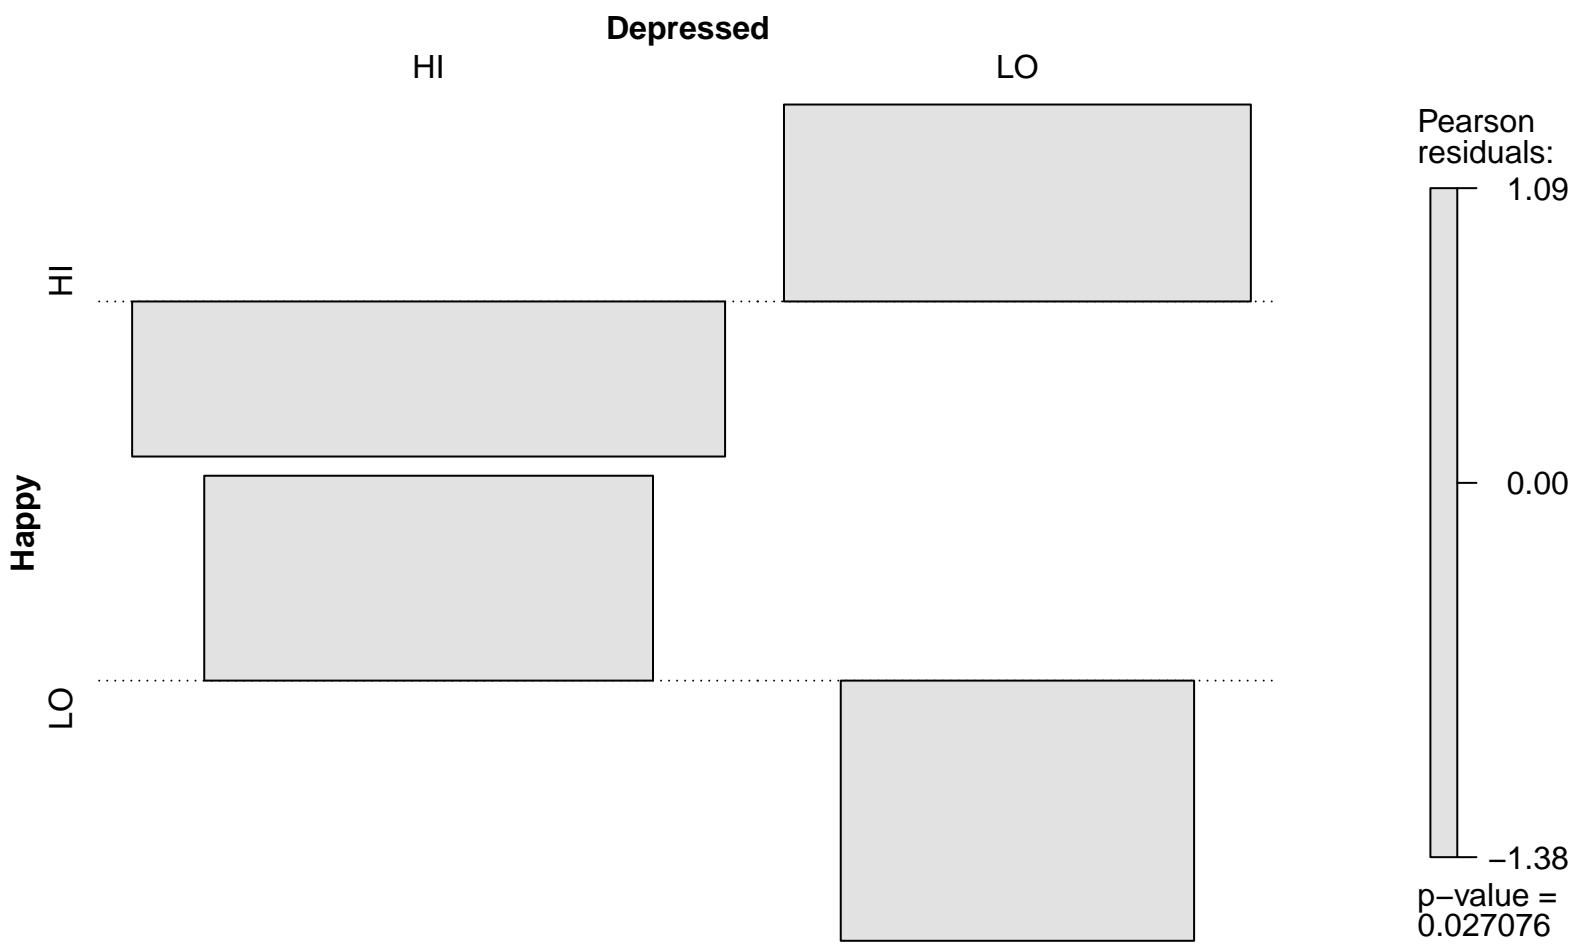 Depressed
HI
LO
Happy
HI
LO
Pearson
residuals:
1.09
0.00
−1.38
p−value =
0.027076